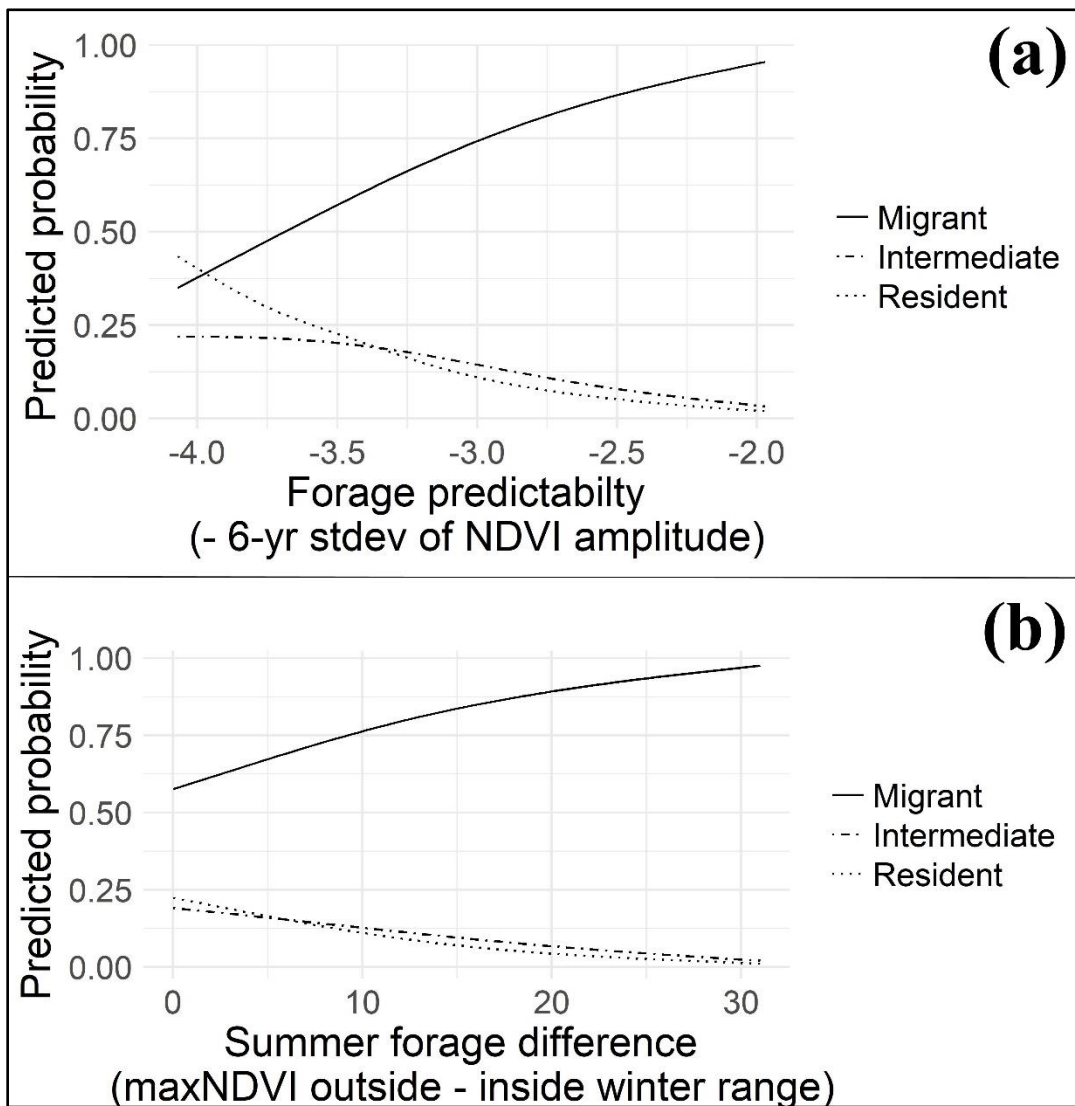 (a)
1.00
0.75
0.50
0.25
0.00
Predicted probability
-4.0 -3.5 -3.0 -2.5 -2.0
Forage predictabilty
(- 6-yr stdev of NDVI amplitude)
Migrant
Intermediate
Resident
(b)
1.00
0.75
0.50
0.25
0.00
Predicted probability
0 10 20 30
Summer forage difference
(maxNDVI outside - inside winter range)
Migrant
Intermediate
Resident